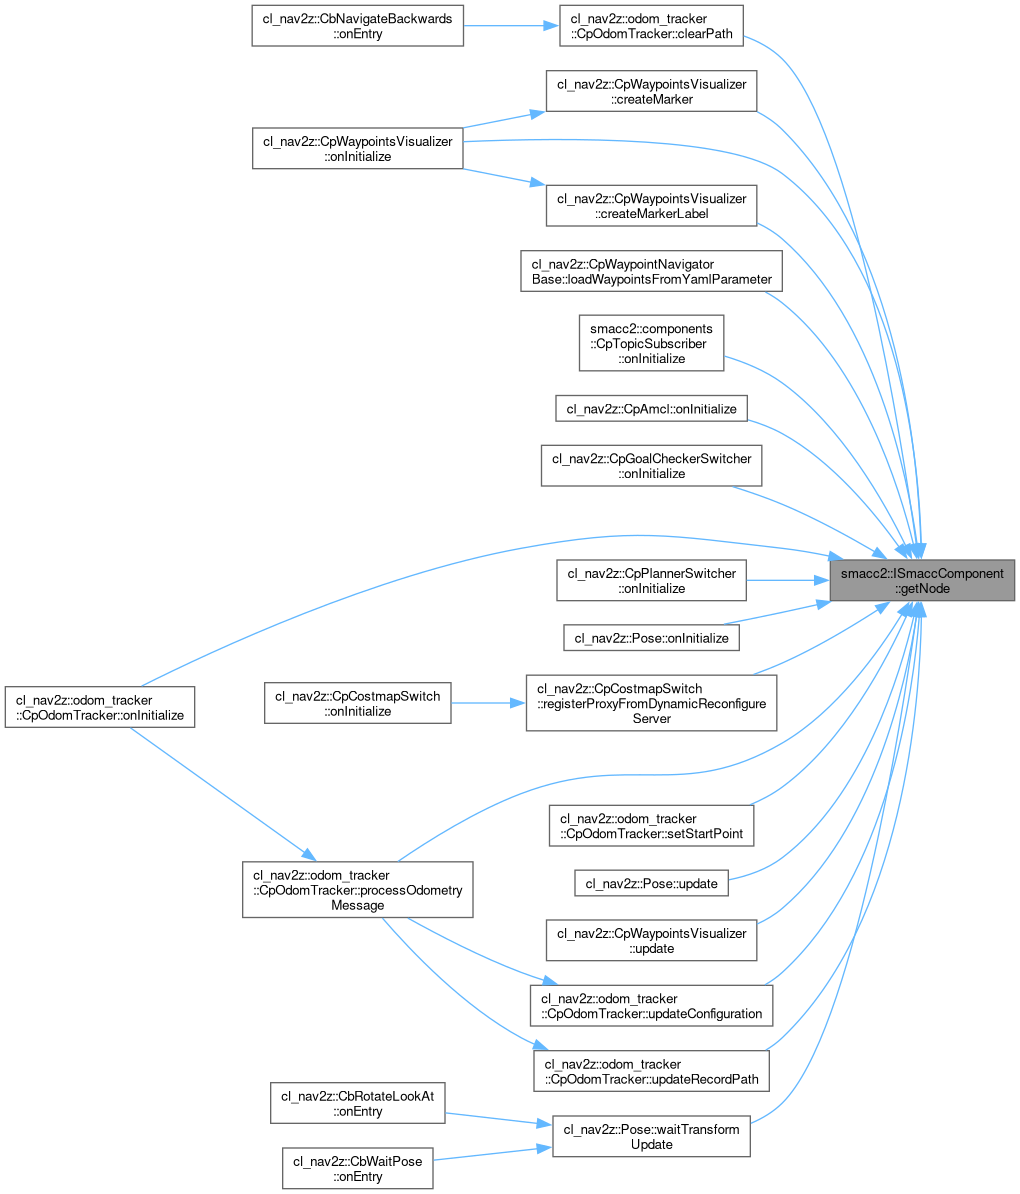 cl_nav2z::CbNavigateBackwards
::onEntry
cl_nav2z::odom_tracker
::CpOdomTracker::clearPath
cl_nav2z::CpWaypointsVisualizer
::createMarker
cl_nav2z::CpWaypointsVisualizer
::onInitialize
cl_nav2z::CpWaypointsVisualizer
::createMarkerLabel
cl_nav2z::CpWaypointNavigator
Base::loadWaypointsFromYamlParameter
smacc2::components
::CpTopicSubscriber
::onInitialize
cl_nav2z::CpAmcl::onInitialize
cl_nav2z::CpGoalCheckerSwitcher
::onInitialize
smacc2::ISmaccComponent
::getNode
cl_nav2z::CpPlannerSwitcher
::onInitialize
cl_nav2z::Pose::onInitialize
cl_nav2z::odom_tracker
::CpOdomTracker::onInitialize
cl_nav2z::CpCostmapSwitch
::onInitialize
cl_nav2z::CpCostmapSwitch
::registerProxyFromDynamicReconfigure
Server
cl_nav2z::odom_tracker
::CpOdomTracker::setStartPoint
cl_nav2z::odom_tracker
::CpOdomTracker::processOdometry
Message
cl_nav2z::Pose::update
cl_nav2z::CpWaypointsVisualizer
::update
cl_nav2z::odom_tracker
::CpOdomTracker::updateConfiguration
cl_nav2z::odom_tracker
::CpOdomTracker::updateRecordPath
cl_nav2z::CbRotateLookAt
::onEntry
cl_nav2z::Pose::waitTransform
Update
cl_nav2z::CbWaitPose
::onEntry